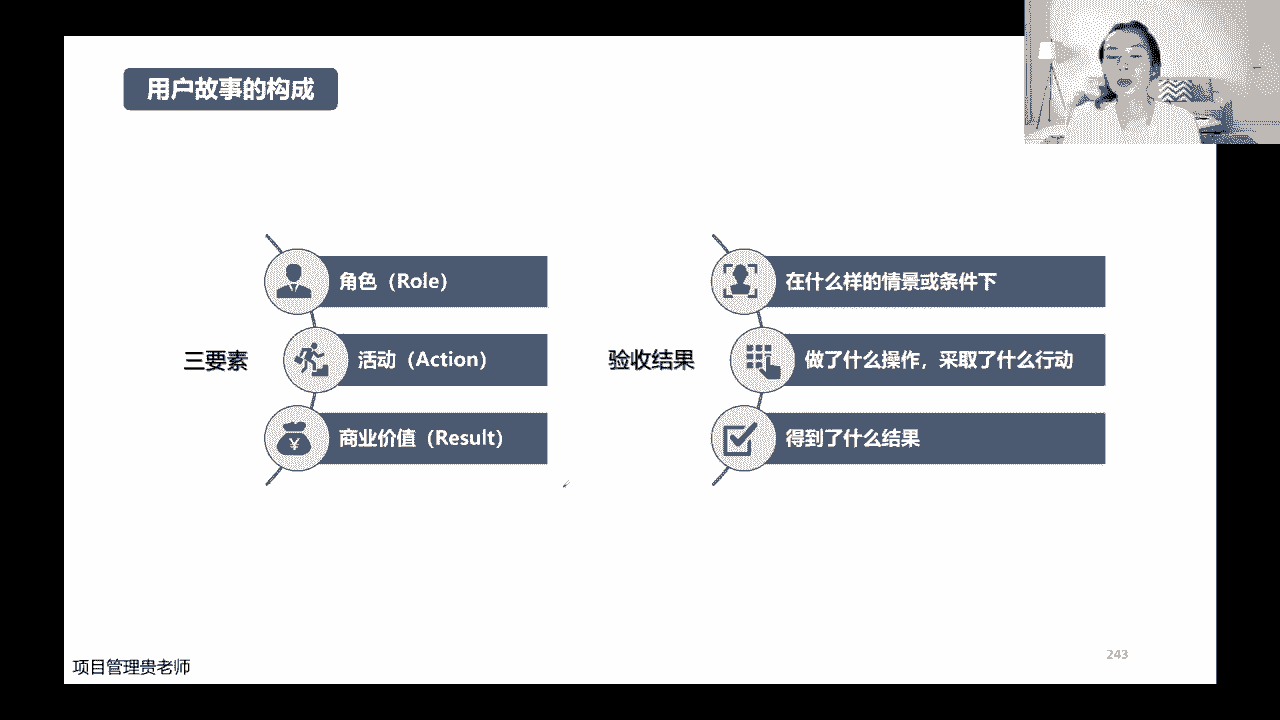 用户故事的构成
三要素
角色（Role）
活动（Action）
商业价值（Result）
¥
验收结果
在什么样的情景或条件下
做了什么操作，采取了什么行动
得到了什么结果
项目管理贵老师
243